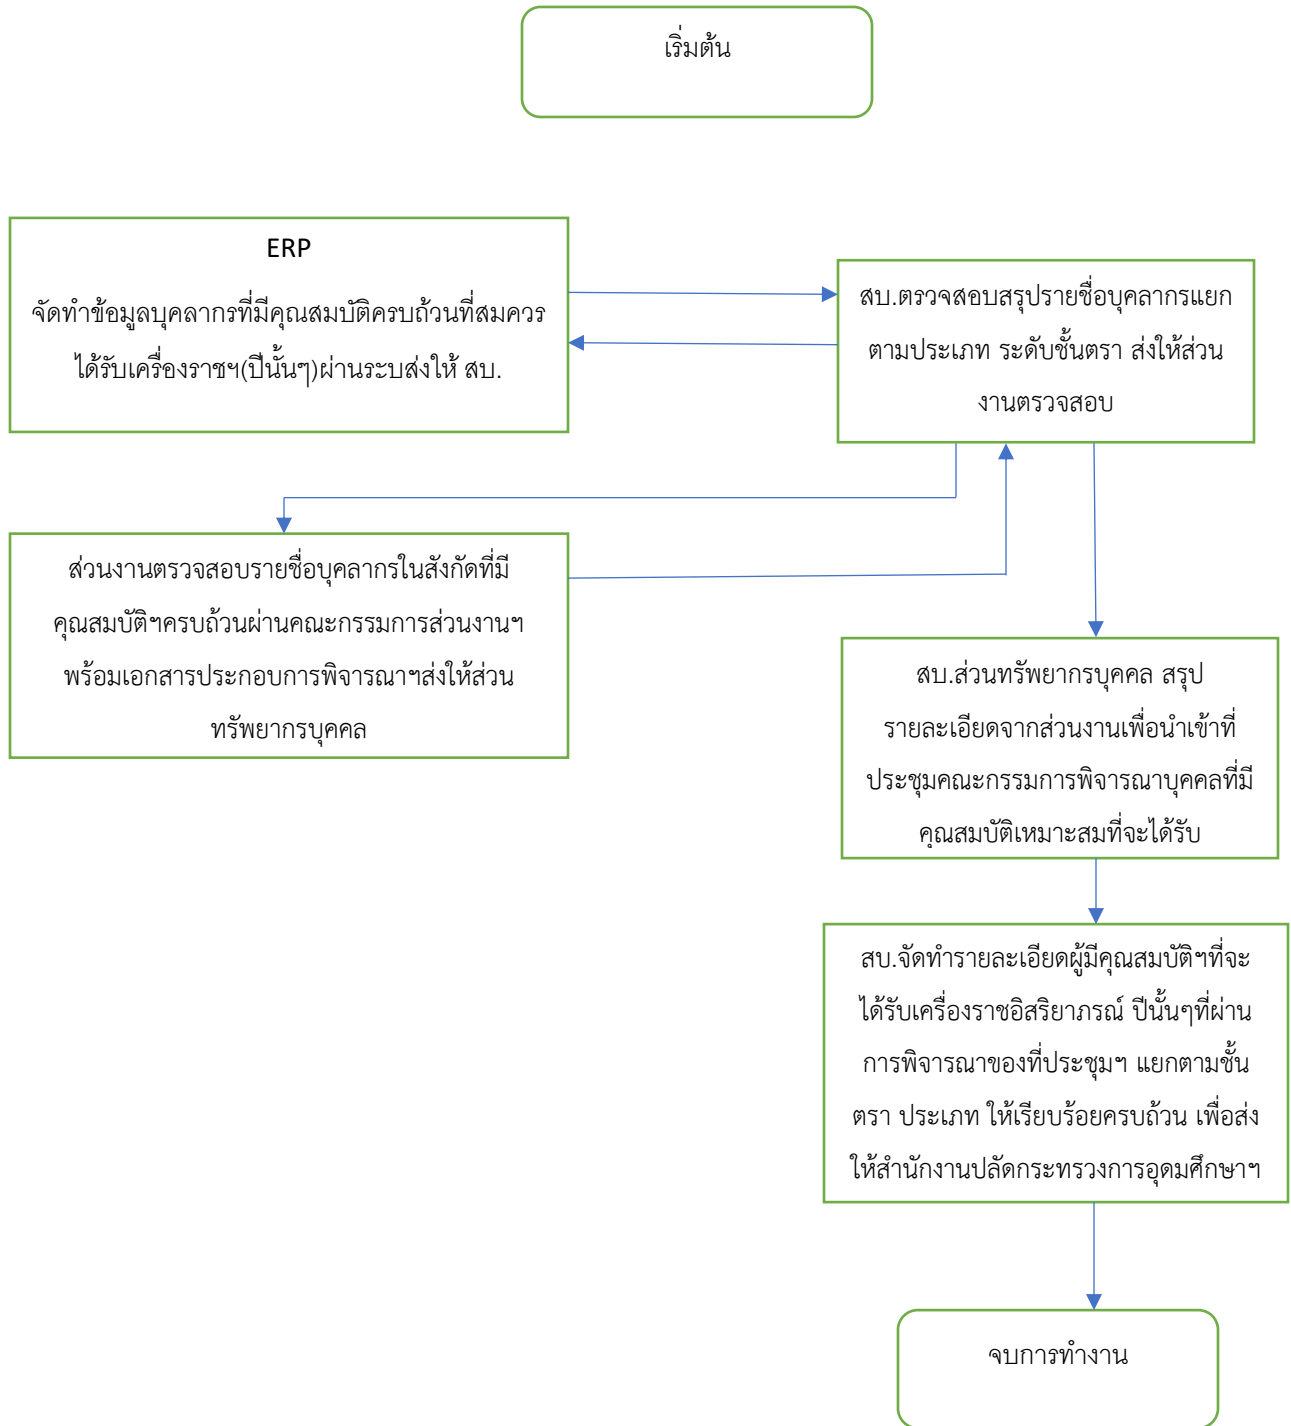 เริ่มต้น
ERP
จัดทำข้อมูลบุคลากรที่มีคุณสมบัติครบถ้วนที่สมควร
ได้รับเครื่องราชฯ(ปีนั้นๆ)ผ่านระบส่งให้ สบ.
สบ.ตรวจสอบสรุปรายชื่อบุคลากรแยก
ตามประเภท ระดับชั้นตรา ส่งให้ส่วน
งานตรวจสอบ
ส่วนงานตรวจสอบรายชื่อบุคลากรในสังกัดที่มี
คุณสมบัติฯครบถ้วนผ่านคณะกรรมการส่วนงานฯ
พร้อมเอกสารประกอบการพิจารณาฯส่งให้ส่วน
ทรัพยากรบุคคล
สบ.ส่วนทรัพยากรบุคคล สรุป
รายละเอียดจากส่วนงานเพื่อนำเข้าที่
ประชุมคณะกรรมการพิจารณาบุคคลที่มี
คุณสมบัติเหมาะสมที่จะได้รับ
สบ.จัดทำรายละเอียดผู้มีคุณสมบัติฯที่จะ
ได้รับเครื่องราชอิสริยาภรณ์ ปีนั้นๆที่ผ่าน
การพิจารณาของที่ประชุมฯ แยกตามชั้น
ตรา ประเภท ให้เรียบร้อยครบถ้วน เพื่อส่ง
ให้สำนักงานปลัดกระทรวงการอุดมศึกษาฯ
จบการทำงาน